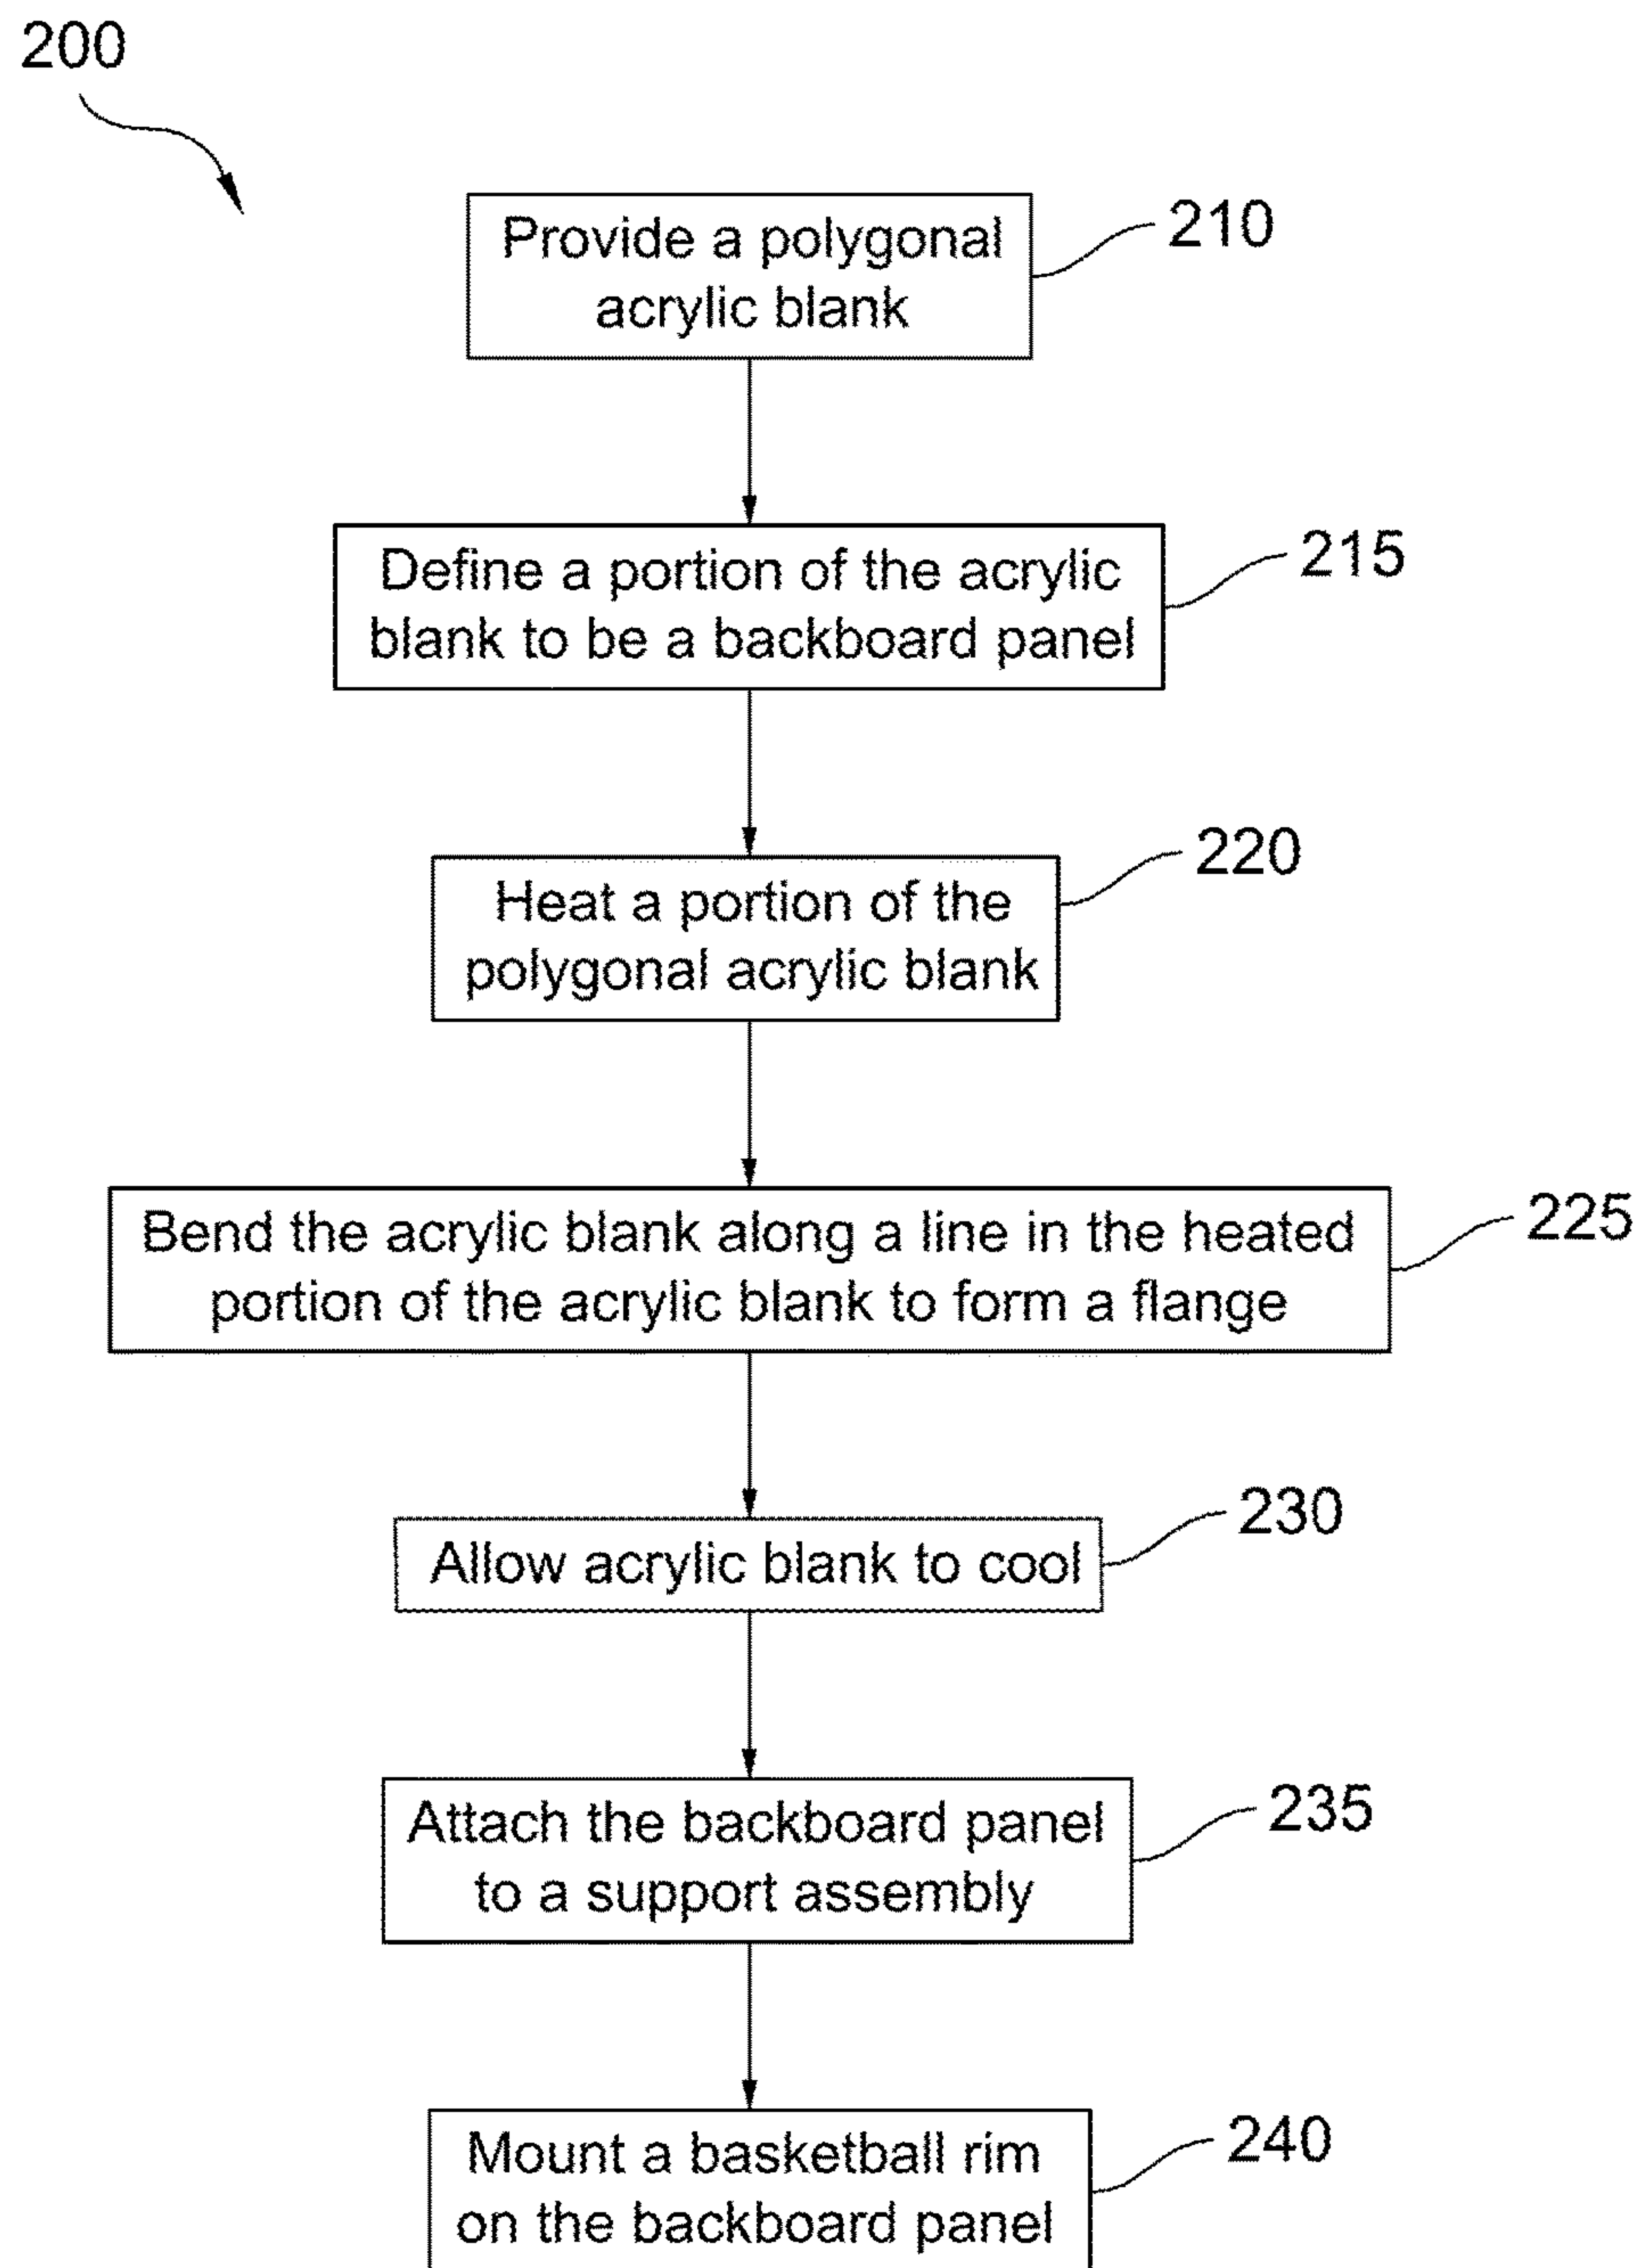 200
Provide a polygonal
acrylic blank
210
Define a portion of the acrylic
blank to be a backboard panel
215
Heat a portion of the
polygonal acrylic blank
220
Bend the acrylic blank along a line in the heated
portion of the acrylic blank to form a flange
225
Allow acrylic blank to cool
230
Attach the backboard panel
to a support assembly
235
Mount a basketball rim
on the backboard panel
240